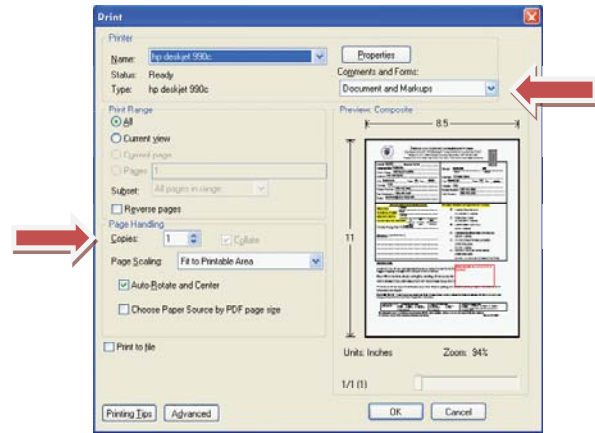 Print
Printer
Name: hp deskjet 990c
Properties
Status: Ready
Comments and Forms:
Type: hp deskjet 990c
Document and Markups
Print Range
All
Current view
Current page
Pages 1
Subset: All pages in range
Reverse pages
Page Handling
Copies: 1 Collate
Page Scaling: Fit to Printable Area
Auto-Rotate and Center
Choose Paper Source by PDF page size
Print to file
Preview: Composite
8.5
11
Units: Inches Zoom: 94%
1/1 (1)
Printing Tips Advanced OK Cancel